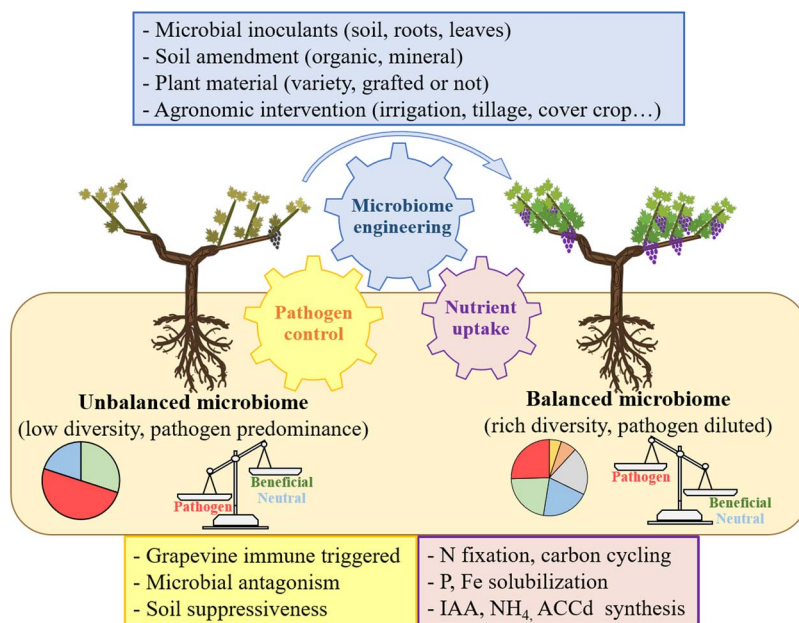 - Microbial inoculants (soil, roots, leaves)
- Soil amendment (organic, mineral)
- Plant material (variety, grafted or not)
- Agronomic intervention (irrigation, tillage, cover crop…)
Microbiome
engineering
Pathogen
control
Nutrient
uptake
Unbalanced microbiome
(low diversity, pathogen predominance)
Pathogen
Beneficial
Neutral
Balanced microbiome
(rich diversity, pathogen diluted)
Pathogen
Beneficial
Neutral
- Grapevine immune triggered
- Microbial antagonism
- Soil suppressiveness
- N fixation, carbon cycling
- P, Fe solubilization
- IAA, NH4, ACCd synthesis